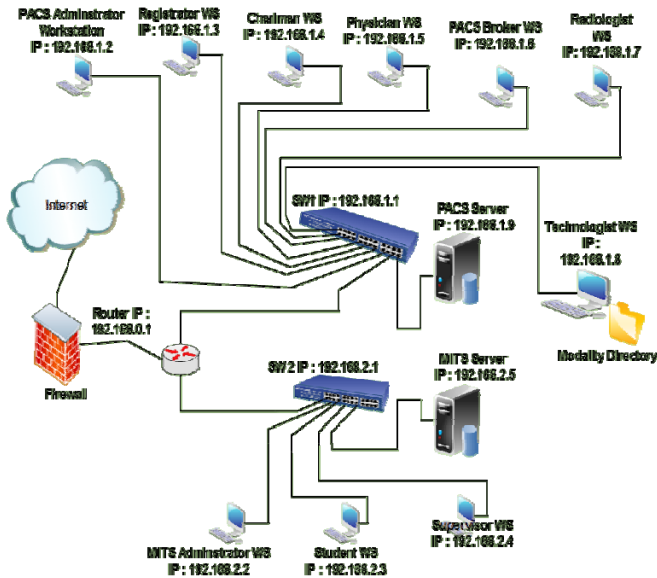 PACS Adminstrator
Workstation
IP : 192.168.1.2
Registrator WS
IP : 192.168.1.3
Chariman WS
IP : 192.168.1.4
Physician WS
IP : 192.168.1.5
PACS Broker WS
IP : 192.168.1.6
Radiologist
WS
IP : 192.168.1.7
Internet
SW1 IP : 192.168.1.1
PACS Server
IP : 192.168.1.9
Technologist WS
IP :
192.168.1.8
Modality Directory
Router IP :
192.168.0.1
Firewall
SW 2 IP : 192.168.2.1
MITS Server
IP : 192.168.2.5
MITS Adminstrator WS
IP : 192.168.2.2
Student WS
IP : 192.168.2.3
Supervisor WS
IP : 192.168.2.4